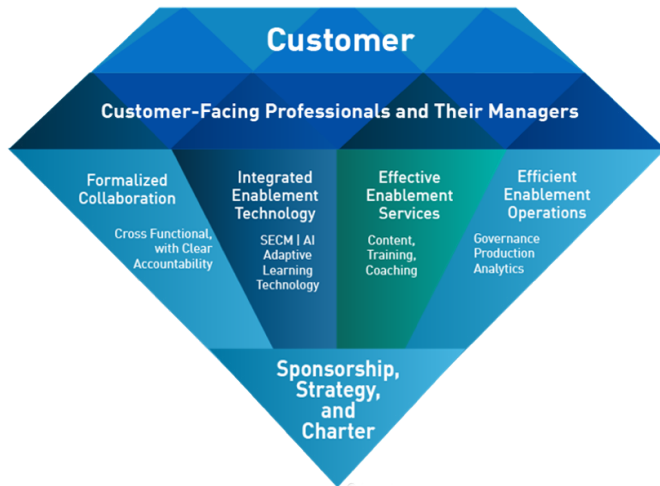 Customer
Customer-Facing Professionals and Their Managers
Formalized
Collaboration
Cross Functional,
with Clear
Accountability
Integrated
Enablement
Technology
SECM | AI
Adaptive
Learning
Technology
Effective
Enablement
Services
Content,
Training,
Coaching
Efficient
Enablement
Operations
Governance
Production
Analytics
Sponsorship,
Strategy,
and
Charter